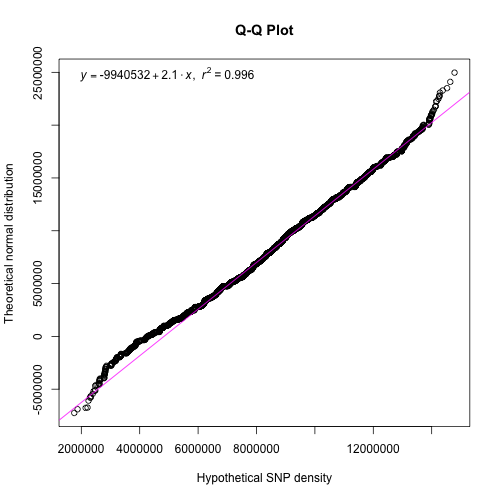 Q-Q Plot
y = -9940532 + 2.1 · x, r² = 0.996
25000000
15000000
5000000
0
-5000000
Theoretical normal distribution
2000000 4000000 6000000 8000000 12000000
Hypothetical SNP density